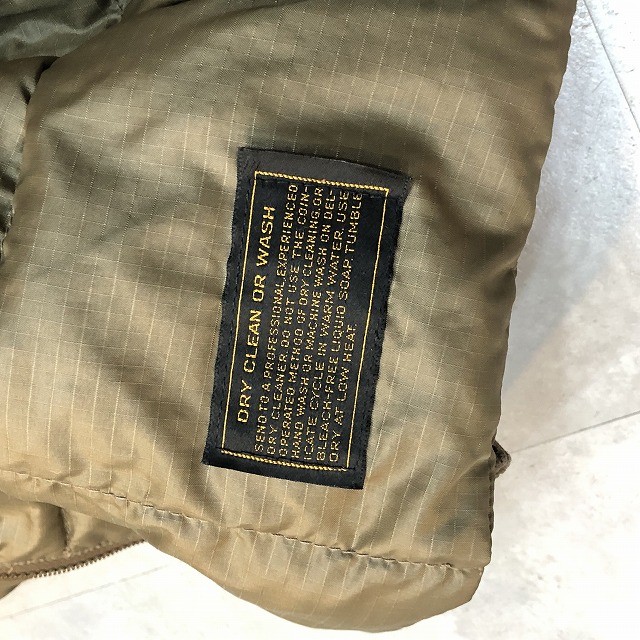 DRY CLEAN OR WASH
SEND TO A PROFESSIONAL, EXPERIENCED
DRY CLEANER. DO NOT USE THE COIN-
OPERATED METHOD OF DRY CLEANING, OR
HAND WASH OR MACHINE WASH ON DEL-
ICATE CYCLE IN WARM WATER. USE
BLEACH-FREE LIQUID SOAP. TUMBLE
DRY AT LOW HEAT.